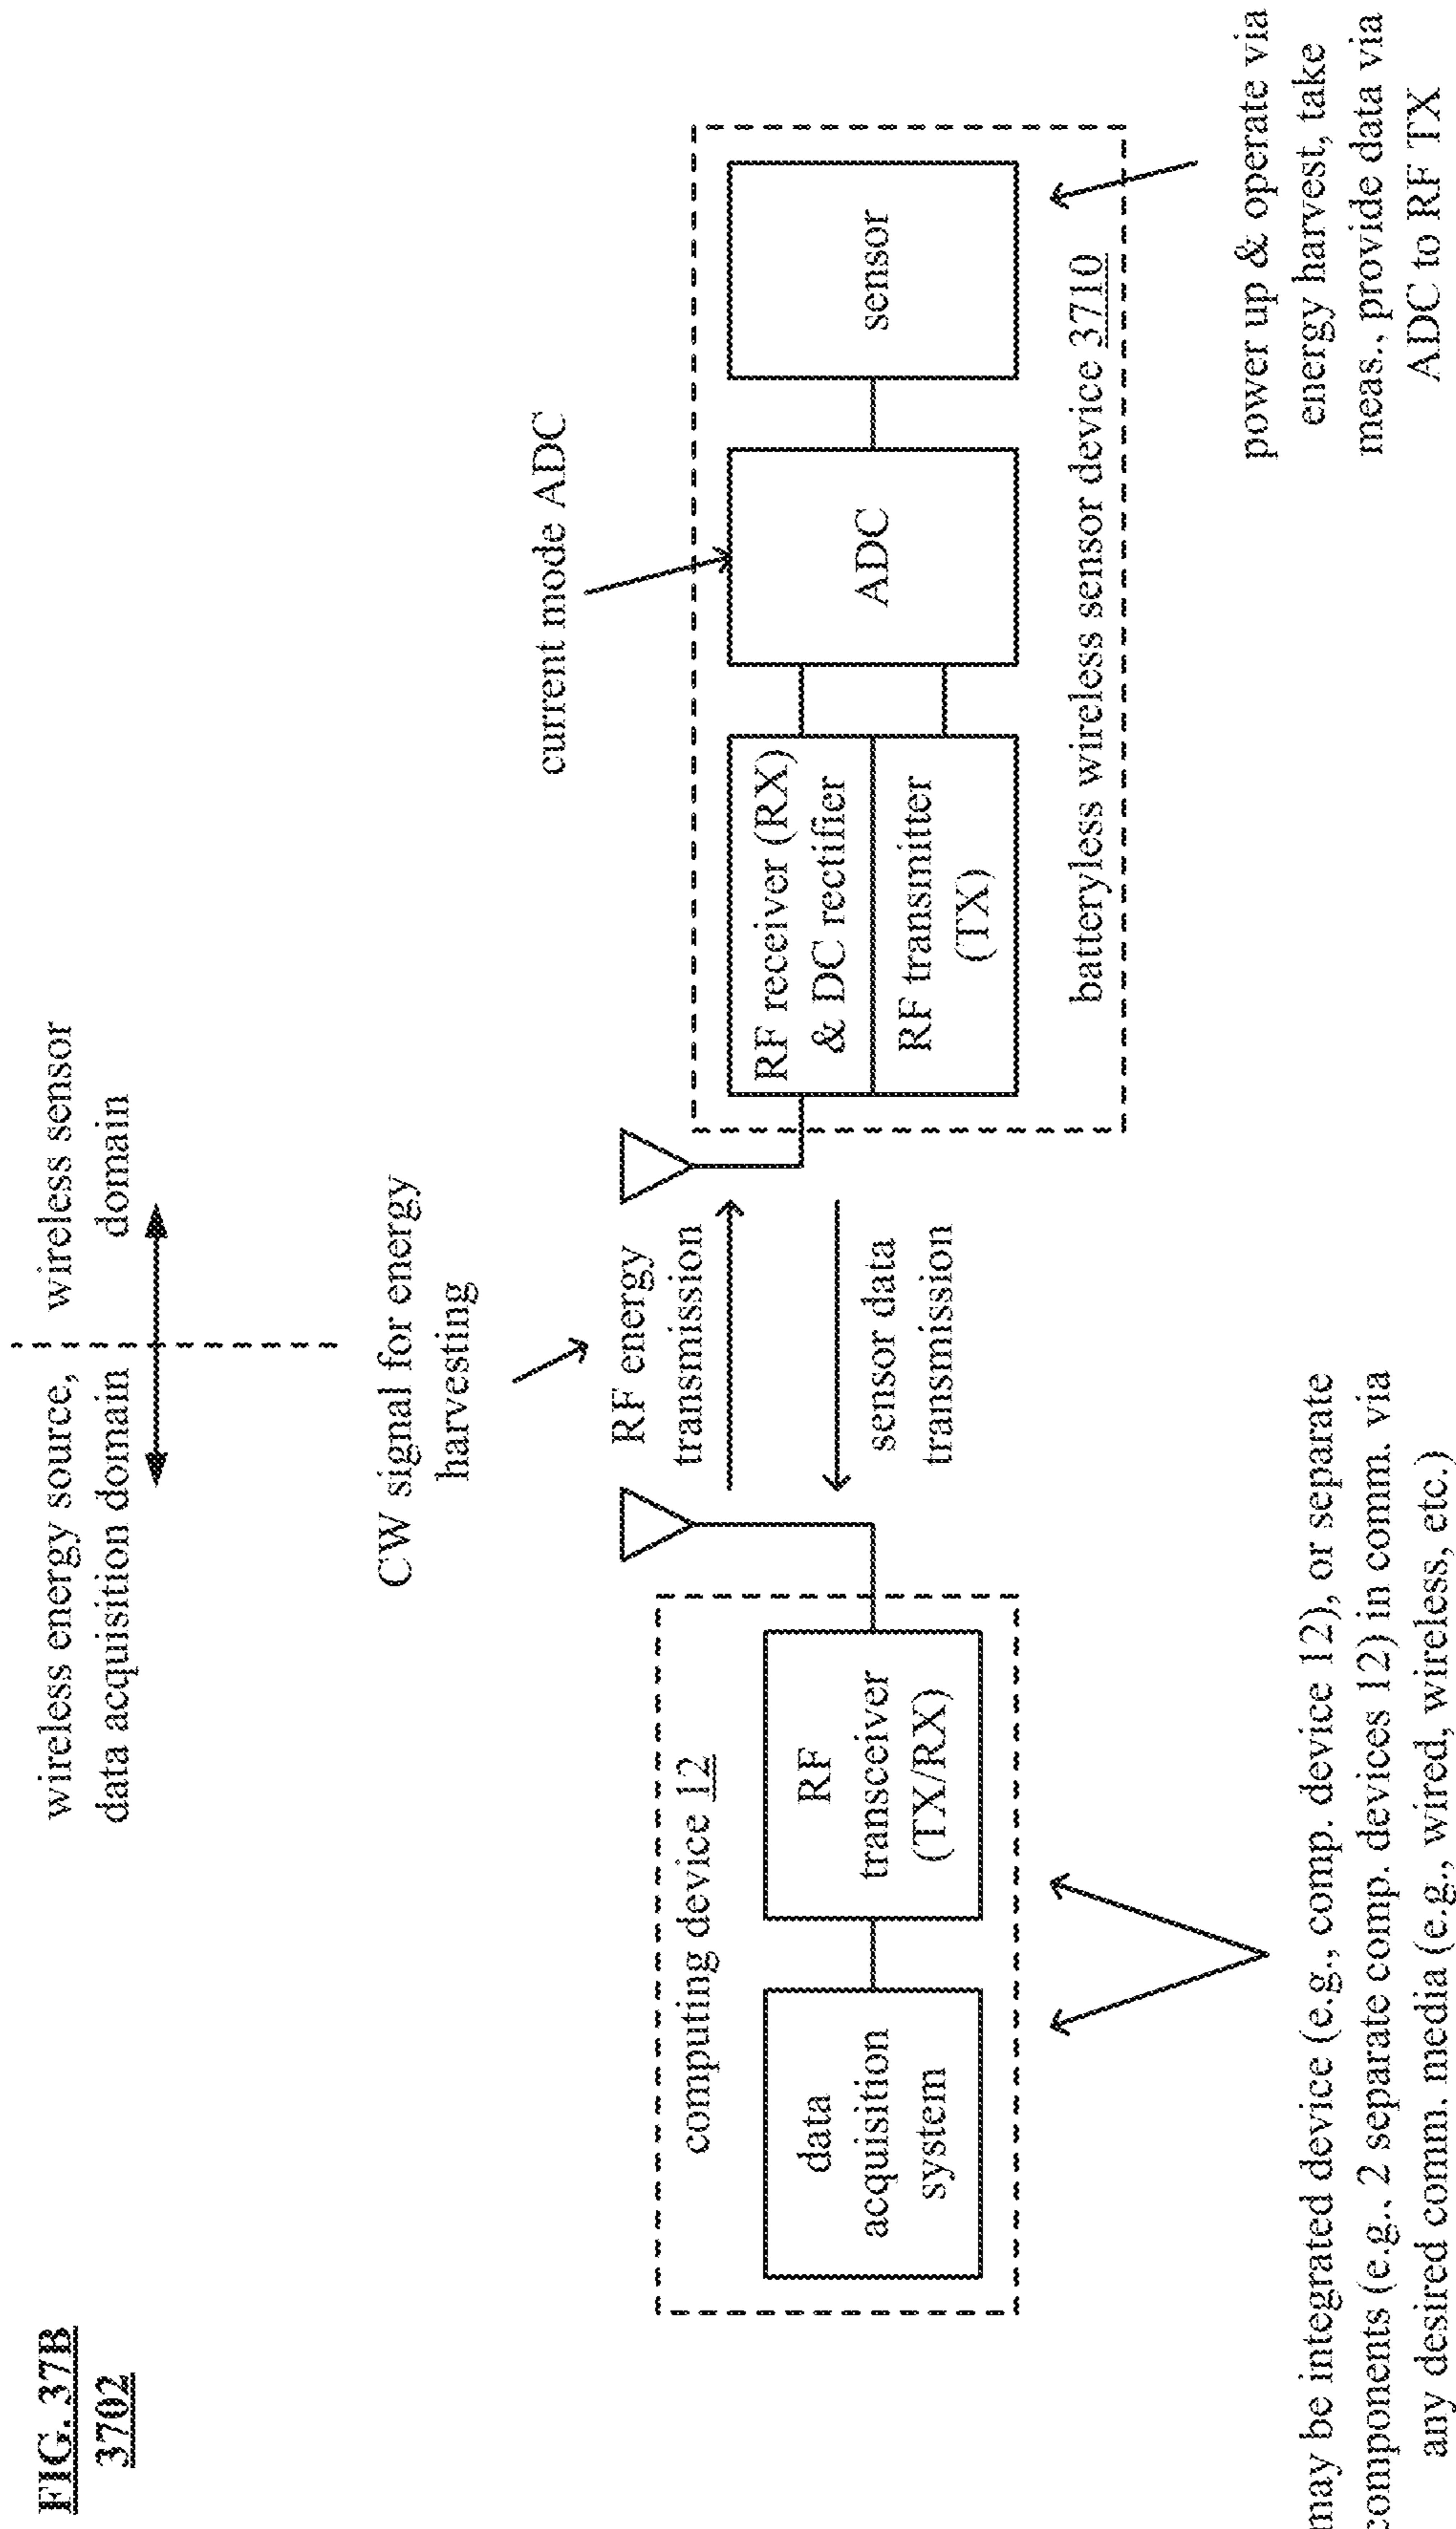 FIG. 37B
3702
wireless energy source,
data acquisition domain
wireless sensor
domain
CW signal for energy
harvesting
RF energy
transmission
sensor data
transmission
computing device 12
data
acquisition
system
RF
transceiver
(TX/RX)
may be integrated device (e.g., comp. device 12), or separate
components (e.g., 2 separate comp. devices 12) in comm. via
any desired comm. media (e.g., wired, wireless, etc.)
current mode ADC
RF receiver (RX)
& DC rectifier
RF transmitter
(TX)
ADC
sensor
batteryless wireless sensor device 3710
power up & operate via
energy harvest, take
meas., provide data via
ADC to RF TX